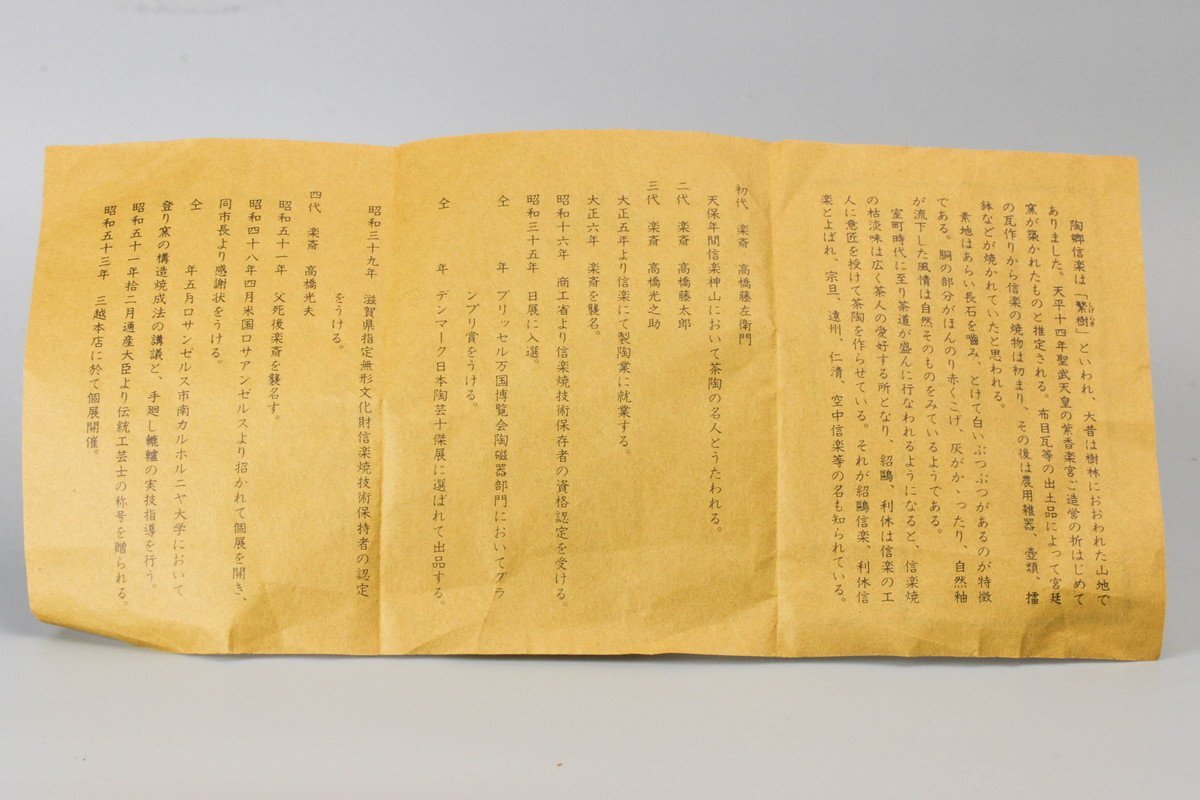 陶郷信楽は「繁樹」といわれ、大昔は樹林におおわれた山地で
ありました。天平十四年聖武天皇の紫香楽宮ご造営の折はじめて
窯が築かれたものと推定される。布目瓦等の出土品によって宮廷
の瓦作りから信楽の焼物は初まり、その後は農用雑器、壺類、擂
鉢などが焼かれていたと思われる。
素地はあらい長石を嚙み、とけて白いぶつぶつがあるのが特徴
である。胴の部分がほんのり赤くこげ、灰がかゝったり、自然釉
が流下した風情は自然そのものをみているようである。
室町時代に至り茶道が盛んに行なわれるようになると、信楽焼
の枯淡味は広く茶人の愛好する所となり、紹鷗、利休は信楽の工
人に意匠を授けて茶陶を作らせている。それが紹鷗信楽、利休信
楽とよばれ、宗旦、遠州、仁清、空中信楽等の名も知られている。
初代 楽斎 高橋藤左衛門
天保年間信楽神山において茶陶の名人とうたわれる。
二代 楽斎 高橋藤太郎
三代 楽斎 高橋光之助
大正五年より信楽にて製陶業に就業する。
大正六年 楽斎を襲名。
昭和十六年 商工省より信楽焼技術保存者の資格認定を受ける。
昭和三十五年 日展に入選。
仝 年 ブリッセル万国博覧会陶磁器部門においてグラ
ンプリ賞をうける。
仝 年 デンマーク日本陶芸十傑展に選ばれて出品する。
昭和三十九年 滋賀県指定無形文化財信楽焼技術保持者の認定
をうける。
四代 楽斎 高橋光夫
昭和五十一年 父死後楽斎を襲名す。
昭和四十八年四月米国ロサアンゼルスより招かれて個展を開き、
同市長より感謝状をうける。
仝 年五月ロサンゼルス市南カルホルニヤ大学において
登り窯の構造焼成法の講義と、手廻し轆轤の実技指導を行う。
昭和五十一年拾二月通産大臣より伝統工芸士の称号を贈られる。
昭和五十三年 三越本店に於て個展開催。